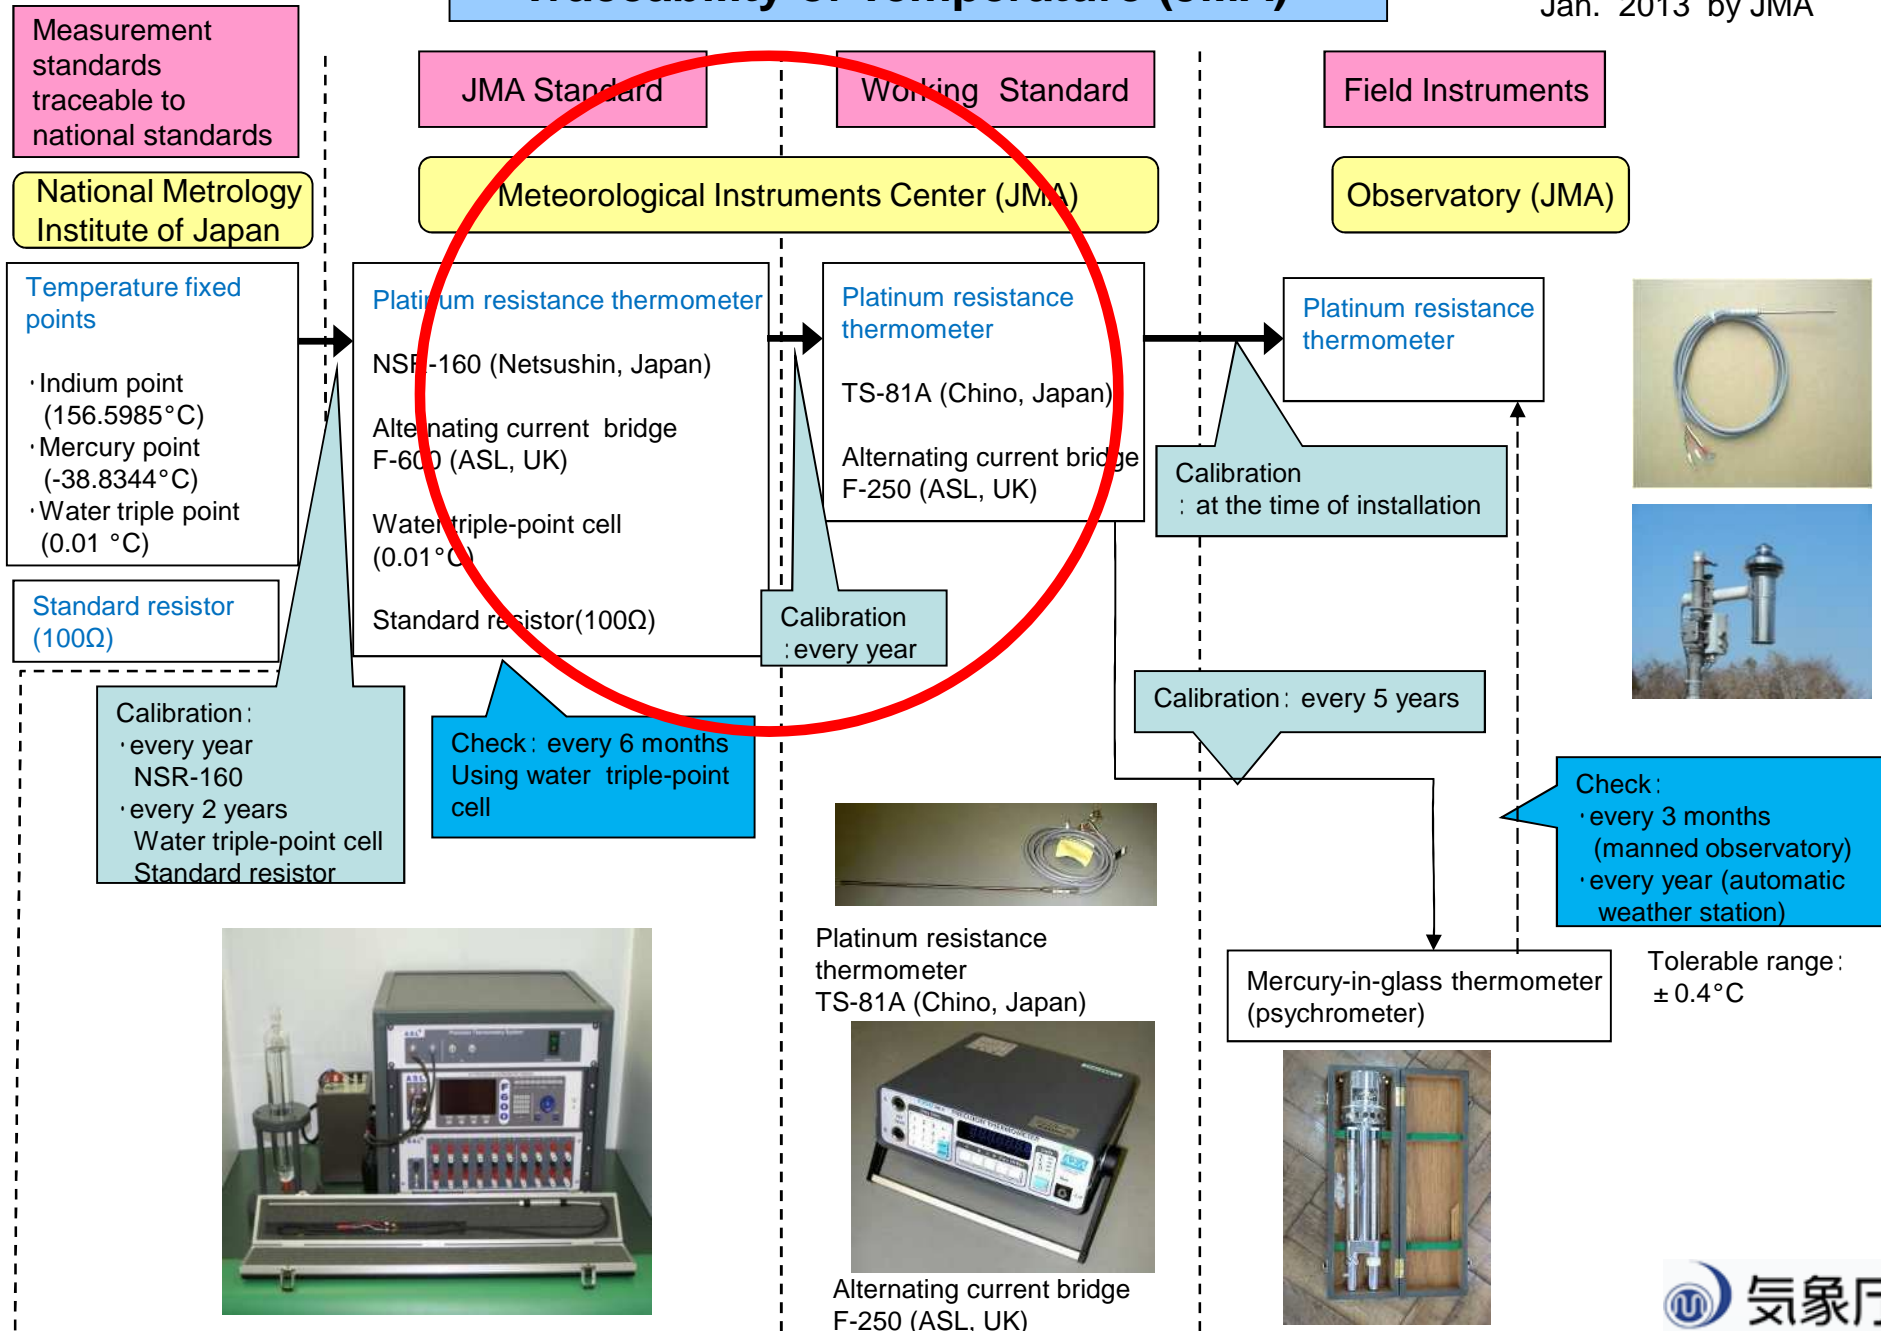 Traceability of Temperature (JMA)
Jan. 2013 by JMA
Measurement
standards
traceable to
national standards
JMA Standard
Working Standard
Field Instruments
National Metrology
Institute of Japan
Meteorological Instruments Center (JMA)
Observatory (JMA)
Temperature fixed
points
・Indium point
(156.5985°C)
・Mercury point
(-38.8344°C)
・Water triple point
(0.01 °C)
Standard resistor
(100Ω)
Platinum resistance thermometer
NSR-160 (Netsushin, Japan)
Alternating current bridge
F-600 (ASL, UK)
Water triple-point cell
(0.01°C)
Standard resistor(100Ω)
Platinum resistance
thermometer
TS-81A (Chino, Japan)
Alternating current bridge
F-250 (ASL, UK)
Platinum resistance
thermometer
Calibration
: at the time of installation
Calibration
:every year
Calibration: every 5 years
Calibration:
・every year
NSR-160
・every 2 years
Water triple-point cell
Standard resistor
Check: every 6 months
Using water triple-point
cell
Check:
・every 3 months
(manned observatory)
・every year (automatic
weather station)
Tolerable range:
±0.4°C
Platinum resistance
thermometer
TS-81A (Chino, Japan)
Mercury-in-glass thermometer
(psychrometer)
ASL
ASL
F600
Alternating current bridge
F-250 (ASL, UK)
気象庁